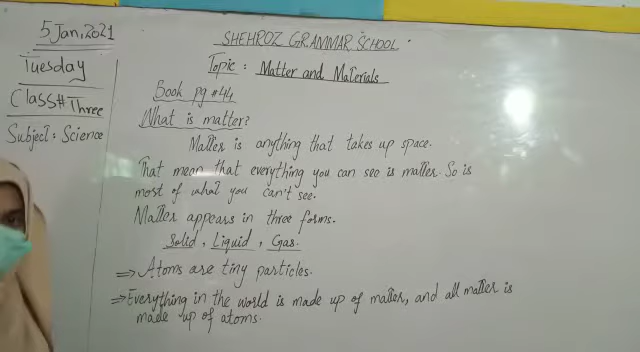 5 Jan, 2021
Tuesday
Class# Three
Subject: Science
SHEHROZ GRAMMAR SCHOOL.
Topic: Matter and Materials
Book pg #44
What is matter?
Matter is anything that takes up space.
That mean that everything you can see is matter. So is
most of what you can't see.
Matter appears in three forms.
Solid, Liquid, Gas.
⇒ Atoms are tiny particles.
⇒ Everything in the world is made up of matter, and all matter is
made up of atoms.